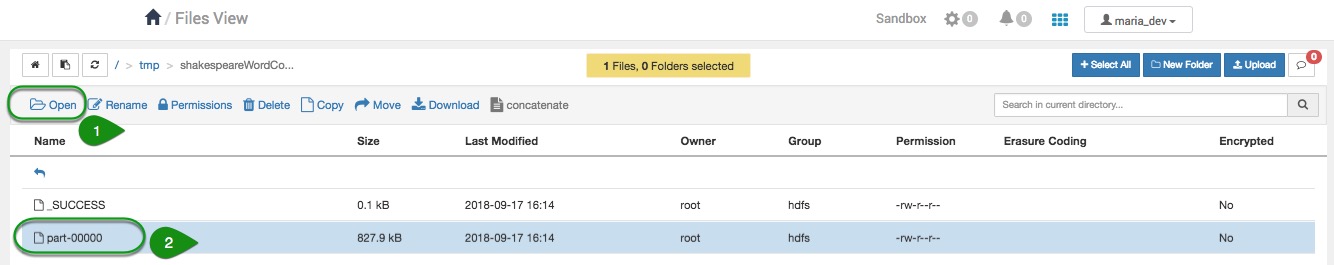 / Files View
Sandbox 0 0 maria_dev
/ > tmp > shakespeareWordCo...
1 Files, 0 Folders selected
+ Select All New Folder Upload 0
Open Rename Permissions Delete Copy Move Download concatenate
Search in current directory...
1
Name Size Last Modified Owner Group Permission Erasure Coding Encrypted
_SUCCESS 0.1 kB 2018-09-17 16:14 root hdfs -rw-r--r-- No
part-00000 827.9 kB 2018-09-17 16:14 root hdfs -rw-r--r-- No
2